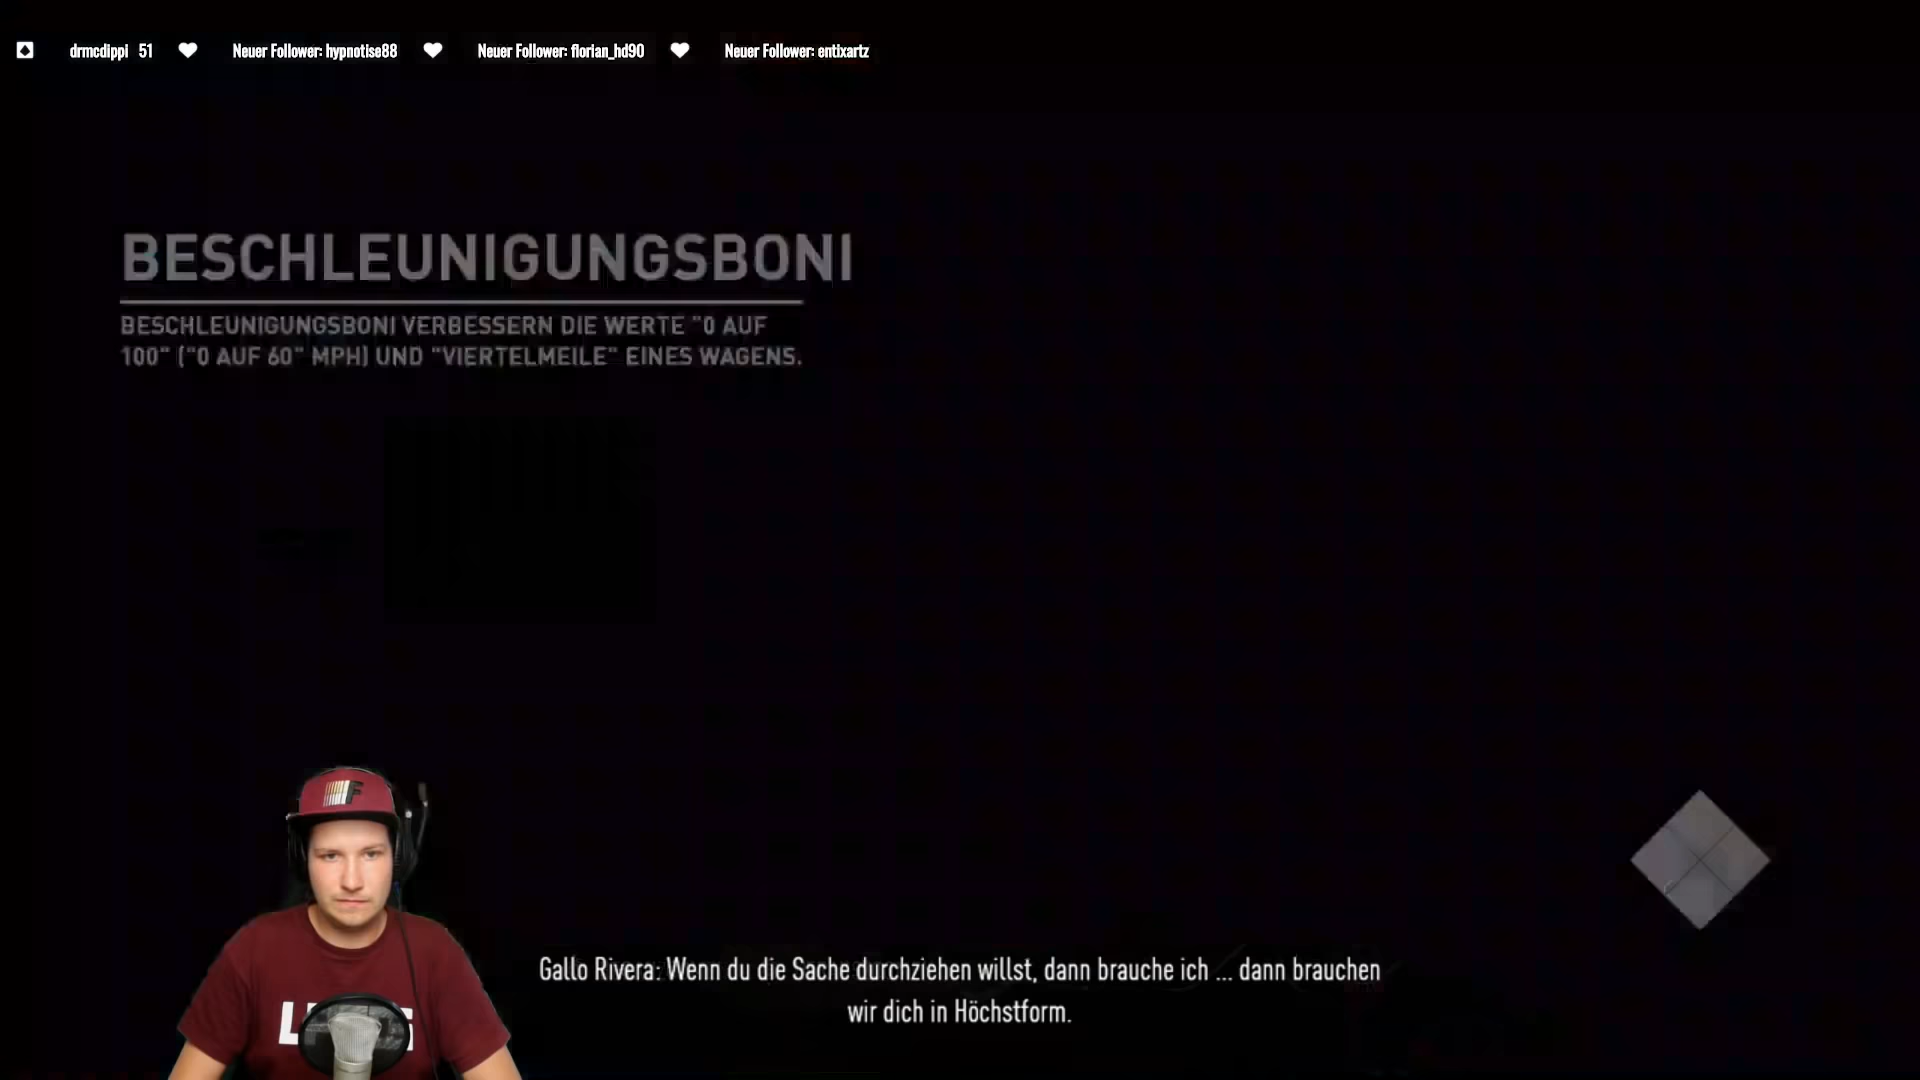 drmcdippi 51 Neuer Follower: hypnotise88 Neuer Follower: florian_hd90 Neuer Follower: entixartz
BESCHLEUNIGUNGSBONI
BESCHLEUNIGUNGSBONI VERBESSERN DIE WERTE "0 AUF
100" ("0 AUF 60" MPH) UND "VIERTELMEILE" EINES WAGENS.
F
Gallo Rivera: Wenn du die Sache durchziehen willst, dann brauche ich ... dann brauchen
wir dich in Höchstform.